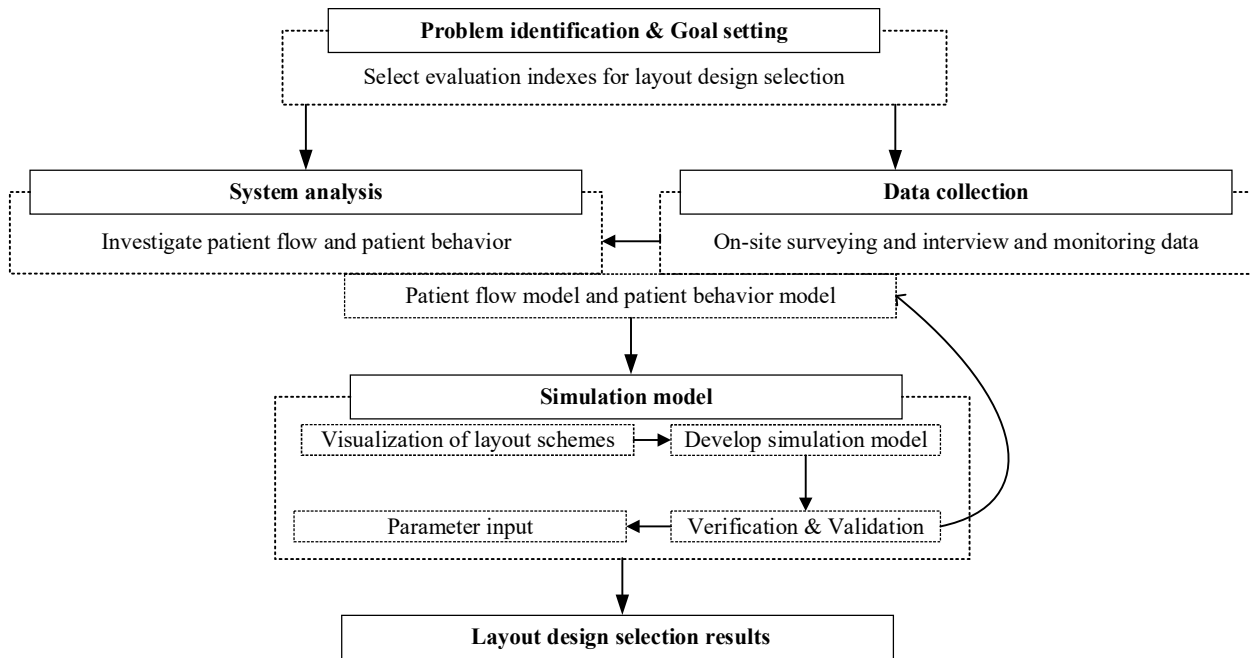 Problem identification & Goal setting
Select evaluation indexes for layout design selection
System analysis
Data collection
Investigate patient flow and patient behavior
On-site surveying and interview and monitoring data
Patient flow model and patient behavior model
Simulation model
Visualization of layout schemes
Develop simulation model
Parameter input
Verification & Validation
Layout design selection results